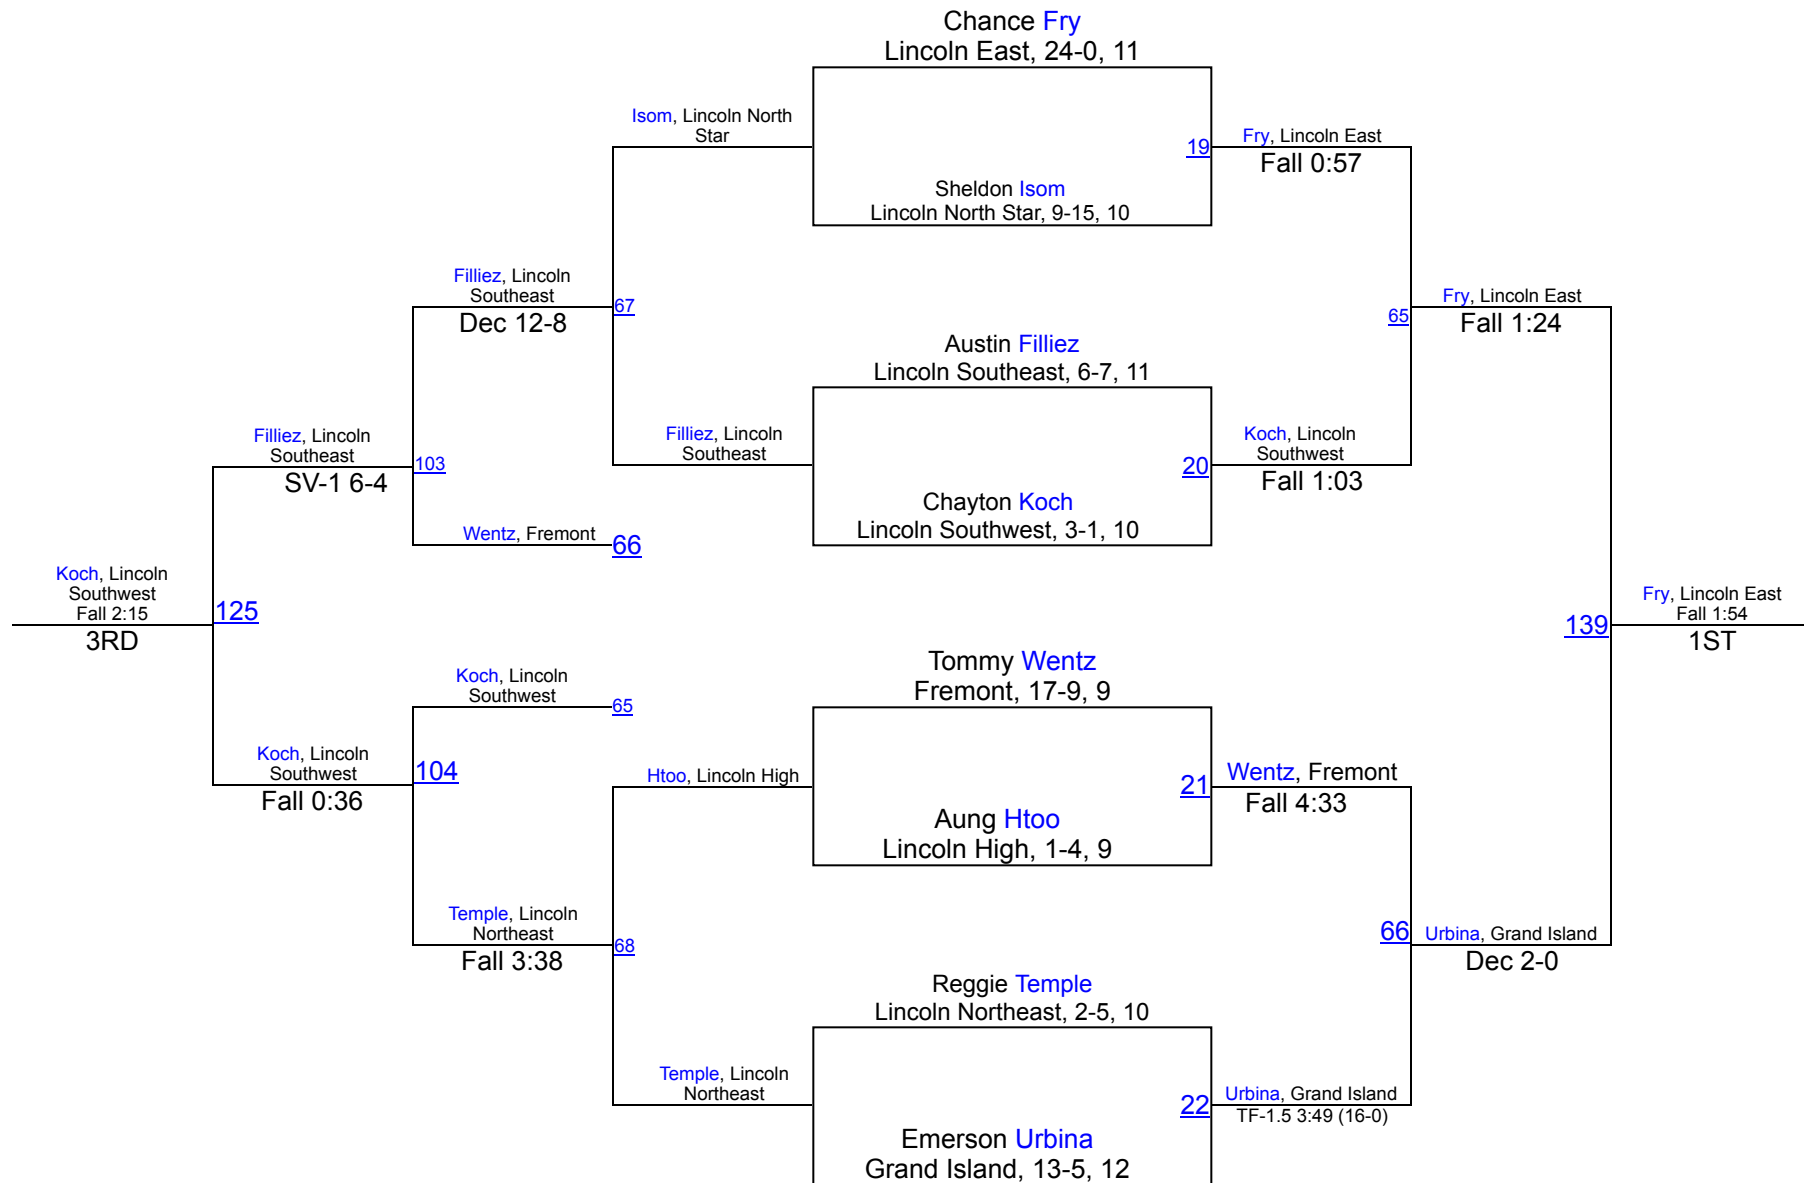 Chance Fry
Lincoln East, 24-0, 11
Isom, Lincoln North
Star
19
Fry, Lincoln East
Fall 0:57
Sheldon Isom
Lincoln North Star, 9-15, 10
Filliez, Lincoln
Southeast
Dec 12-8
67
65
Fry, Lincoln East
Fall 1:24
Austin Filliez
Lincoln Southeast, 6-7, 11
Filliez, Lincoln
Southeast
SV-1 6-4
103
Filliez, Lincoln
Southeast
20
Koch, Lincoln
Southwest
Fall 1:03
Chayton Koch
Lincoln Southwest, 3-1, 10
Wentz, Fremont
66
Koch, Lincoln
Southwest
Fall 2:15
3RD
125
139
Fry, Lincoln East
Fall 1:54
1ST
Tommy Wentz
Fremont, 17-9, 9
Koch, Lincoln
Southwest
65
Koch, Lincoln
Southwest
Fall 0:36
104
Htoo, Lincoln High
21
Wentz, Fremont
Fall 4:33
Aung Htoo
Lincoln High, 1-4, 9
Temple, Lincoln
Northeast
Fall 3:38
68
66
Urbina, Grand Island
Dec 2-0
Reggie Temple
Lincoln Northeast, 2-5, 10
Temple, Lincoln
Northeast
22
Urbina, Grand Island
TF-1.5 3:49 (16-0)
Emerson Urbina
Grand Island, 13-5, 12